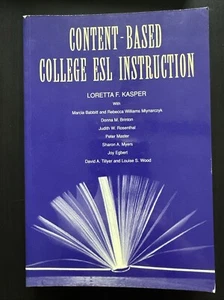 CONTENT-BASED
COLLEGE ESL INSTRUCTION
LORETTA F. KASPER
With
Marcia Babbitt and Rebecca Williams Mlynarczyk
Donna M. Brinton
Judith W. Rosenthal
Peter Master
Sharon A. Myers
Joy Egbert
David A. Tillyer and Louise S. Wood